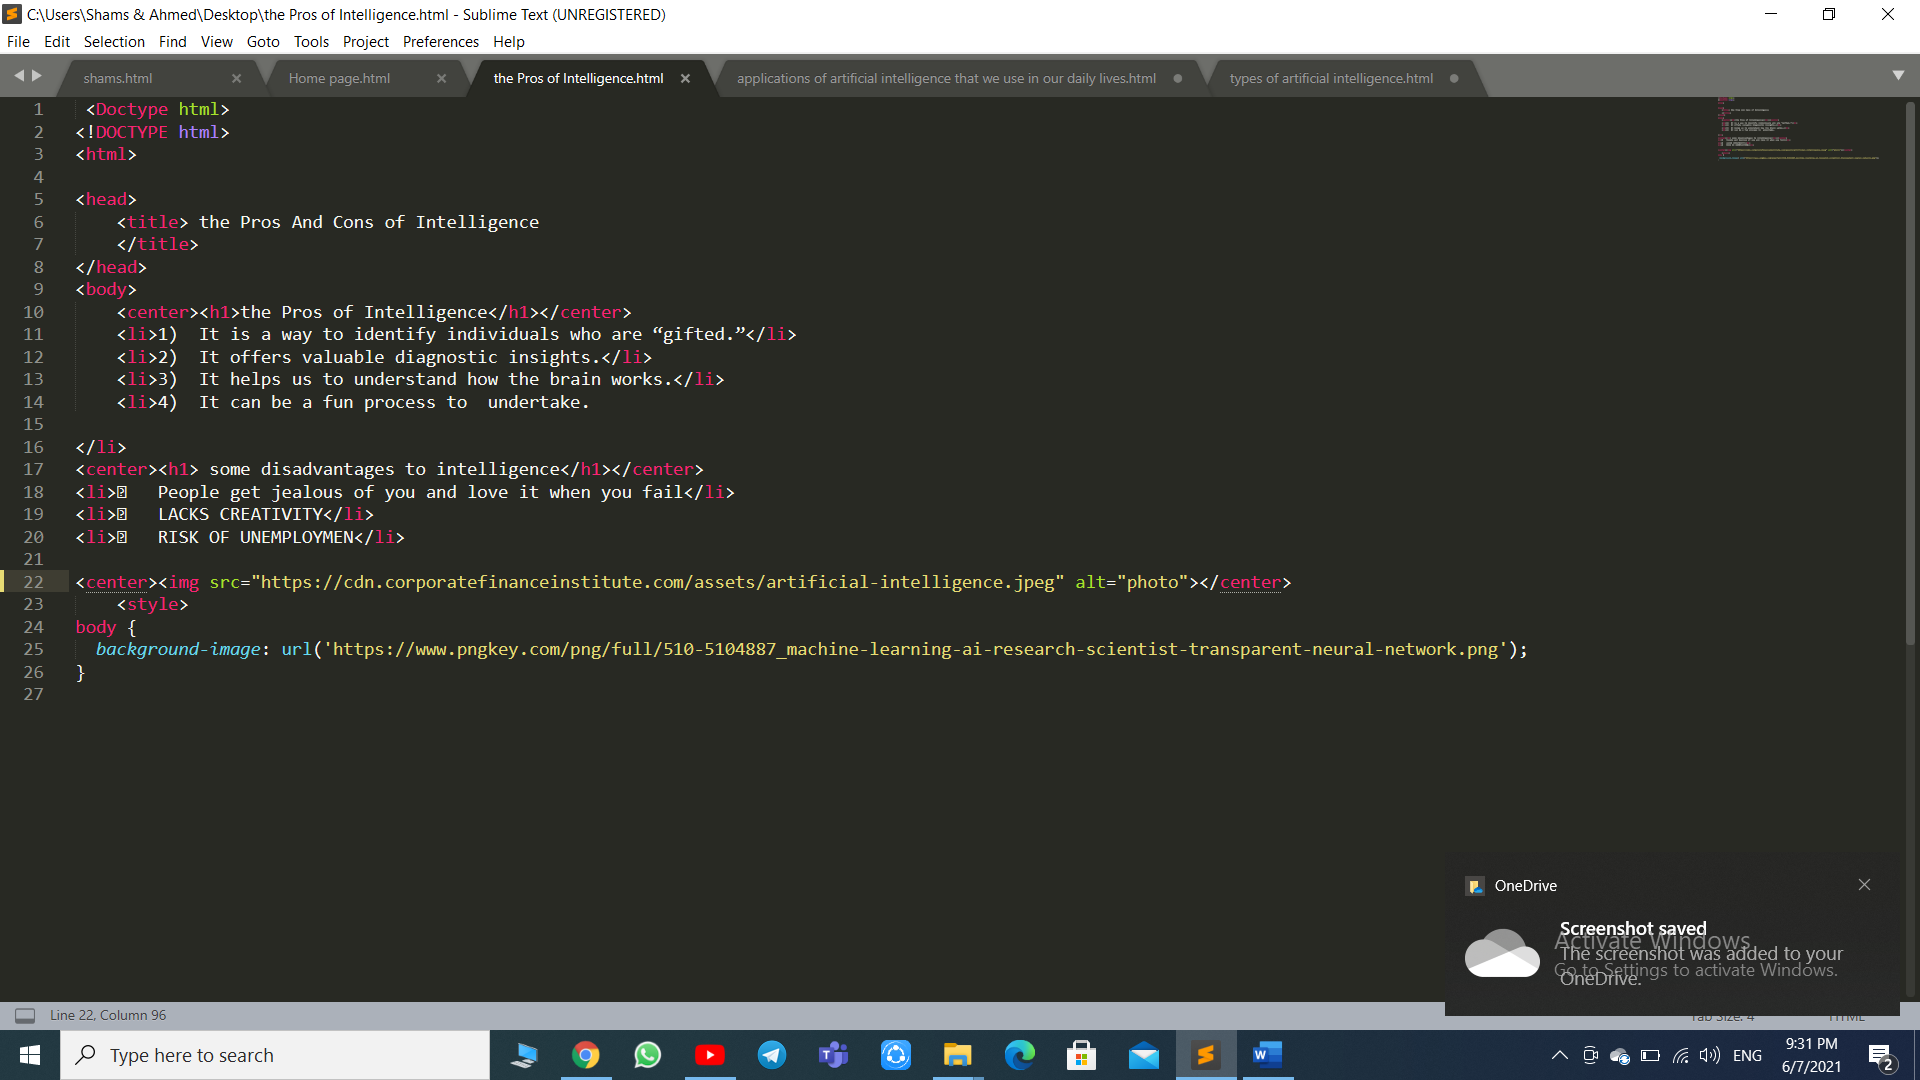 C:\Users\Shams & Ahmed\Desktop\the Pros of Intelligence.html - Sublime Text (UNREGISTERED)
File Edit Selection Find View Goto Tools Project Preferences Help
shams.html Home page.html the Pros of Intelligence.html applications of artificial intelligence that we use in our daily lives.html types of artificial intelligence.html
1 <Doctype html>
2 <!DOCTYPE html>
3 <html>
4
5 <head>
6 <title> the Pros And Cons of Intelligence
7 </title>
8 </head>
9 <body>
10 <center><h1>the Pros of Intelligence</h1></center>
11 <li>1) It is a way to identify individuals who are “gifted.”</li>
12 <li>2) It offers valuable diagnostic insights.</li>
13 <li>3) It helps us to understand how the brain works.</li>
14 <li>4) It can be a fun process to  undertake.
15
16 </li>
17 <center><h1> some disadvantages to intelligence</h1></center>
18 <li> People get jealous of you and love it when you fail</li>
19 <li> LACKS CREATIVITY</li>
20 <li> RISK OF UNEMPLOYMEN</li>
21
22 <center><img src="https://cdn.corporatefinanceinstitute.com/assets/artificial-intelligence.jpeg" alt="photo"></center>
23 <style>
24 body {
25 background-image: url('https://www.pngkey.com/png/full/510-5104887_machine-learning-ai-research-scientist-transparent-neural-network.png');
26 }
27
OneDrive
Screenshot saved
Activate Windows
The screenshot was added to your
Go to Settings to activate Windows.
OneDrive.
Line 22, Column 96
Tab Size: 4 HTML
Type here to search
ENG
9:31 PM
6/7/2021
2